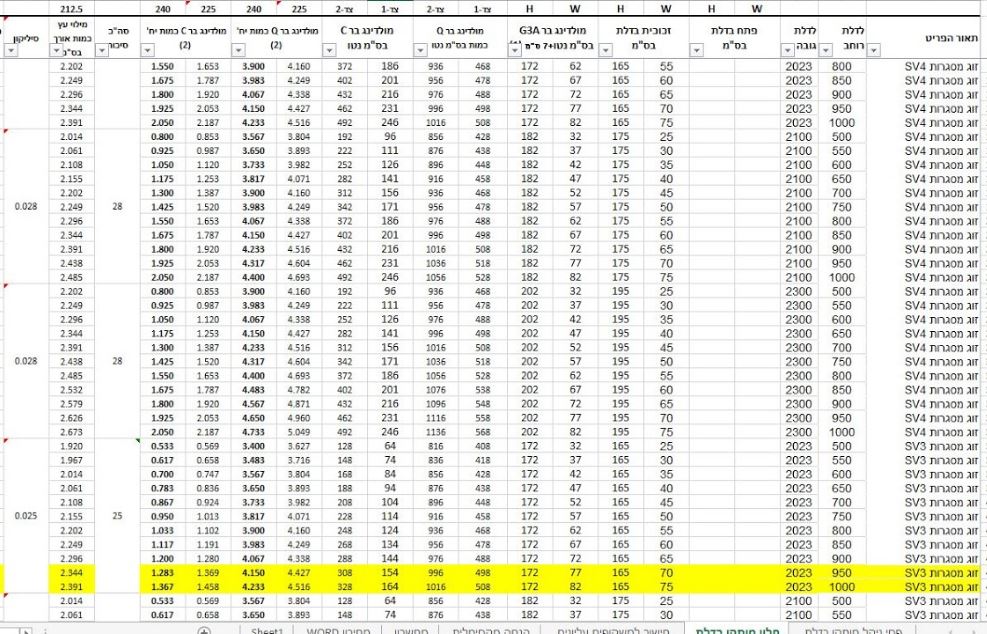 W H W H W H צד-1 צד-2 צד-1 צד-2 225 240 225 240 212.5
תאור הפריט לדלת רוחב לדלת גובה פתח בדלת בס"מ זכוכית בדלת בס"מ מולדינג בר G3A בס"מ נטו+7 ס"מ מולדינג בר Q כמות בס"מ נטו מולדינג בר C בס"מ נטו מולדינג בר Q כמות יח' (2) מולדינג בר C כמות יח' (2) סה"כ סיכור מילוי עץ כמות אורך בס"מ סיליקון
זוג מסגרות SV4 800 2023 55 165 62 172 468 936 186 372 4.160 3.900 1.653 1.550 2.202
זוג מסגרות SV4 850 2023 60 165 67 172 478 956 201 402 4.249 3.983 1.787 1.675 2.249
זוג מסגרות SV4 900 2023 65 165 72 172 488 976 216 432 4.338 4.067 1.920 1.800 2.296
זוג מסגרות SV4 950 2023 70 165 77 172 498 996 231 462 4.427 4.150 2.053 1.925 2.344
זוג מסגרות SV4 1000 2023 75 165 82 172 508 1016 246 492 4.516 4.233 2.187 2.050 2.391
זוג מסגרות SV4 500 2100 25 175 32 182 428 856 96 192 3.804 3.567 0.853 0.800 2.014
זוג מסגרות SV4 550 2100 30 175 37 182 438 876 111 222 3.893 3.650 0.987 0.925 2.061
זוג מסגרות SV4 600 2100 35 175 42 182 448 896 126 252 3.982 3.733 1.120 1.050 2.108
זוג מסגרות SV4 650 2100 40 175 47 182 458 916 141 282 4.071 3.817 1.253 1.175 2.155
זוג מסגרות SV4 700 2100 45 175 52 182 468 936 156 312 4.160 3.900 1.387 1.300 2.202
זוג מסגרות SV4 750 2100 50 175 57 182 478 956 171 342 4.249 3.983 1.520 1.425 28 2.249 0.028
זוג מסגרות SV4 800 2100 55 175 62 182 488 976 186 372 4.338 4.067 1.653 1.550 2.296
זוג מסגרות SV4 850 2100 60 175 67 182 498 996 201 402 4.427 4.150 1.787 1.675 2.344
זוג מסגרות SV4 900 2100 65 175 72 182 508 1016 216 432 4.516 4.233 1.920 1.800 2.391
זוג מסגרות SV4 950 2100 70 175 77 182 518 1036 231 462 4.604 4.317 2.053 1.925 2.438
זוג מסגרות SV4 1000 2100 75 175 82 182 528 1056 246 492 4.693 4.400 2.187 2.050 2.485
זוג מסגרות SV4 500 2300 25 195 32 202 468 936 96 192 4.160 3.900 0.853 0.800 2.202
זוג מסגרות SV4 550 2300 30 195 37 202 478 956 111 222 4.249 3.983 0.987 0.925 2.249
זוג מסגרות SV4 600 2300 35 195 42 202 488 976 126 252 4.338 4.067 1.120 1.050 2.296
זוג מסגרות SV4 650 2300 40 195 47 202 498 996 141 282 4.427 4.150 1.253 1.175 2.344
זוג מסגרות SV4 700 2300 45 195 52 202 508 1016 156 312 4.516 4.233 1.387 1.300 2.391
זוג מסגרות SV4 750 2300 50 195 57 202 518 1036 171 342 4.604 4.317 1.520 1.425 28 2.438 0.028
זוג מסגרות SV4 800 2300 55 195 62 202 528 1056 186 372 4.693 4.400 1.653 1.550 2.485
זוג מסגרות SV4 850 2300 60 195 67 202 538 1076 201 402 4.782 4.483 1.787 1.675 2.532
זוג מסגרות SV4 900 2300 65 195 72 202 548 1096 216 432 4.871 4.567 1.920 1.800 2.579
זוג מסגרות SV4 950 2300 70 195 77 202 558 1116 231 462 4.960 4.650 2.053 1.925 2.626
זוג מסגרות SV4 1000 2300 75 195 82 202 568 1136 246 492 5.049 4.733 2.187 2.050 2.673
זוג מסגרות SV3 500 2023 25 165 32 172 408 816 64 128 3.627 3.400 0.569 0.533 1.920
זוג מסגרות SV3 550 2023 30 165 37 172 418 836 74 148 3.716 3.483 0.658 0.617 1.967
זוג מסגרות SV3 600 2023 35 165 42 172 428 856 84 168 3.804 3.567 0.747 0.700 2.014
זוג מסגרות SV3 650 2023 40 165 47 172 438 876 94 188 3.893 3.650 0.836 0.783 2.061
זוג מסגרות SV3 700 2023 45 165 52 172 448 896 104 208 3.982 3.733 0.924 0.867 2.108
זוג מסגרות SV3 750 2023 50 165 57 172 458 916 114 228 4.071 3.817 1.013 0.950 25 2.155 0.025
זוג מסגרות SV3 800 2023 55 165 62 172 468 936 124 248 4.160 3.900 1.102 1.033 2.202
זוג מסגרות SV3 850 2023 60 165 67 172 478 956 134 268 4.249 3.983 1.191 1.117 2.249
זוג מסגרות SV3 900 2023 65 165 72 172 488 976 144 288 4.338 4.067 1.280 1.200 2.296
זוג מסגרות SV3 950 2023 70 165 77 172 498 996 154 308 4.427 4.150 1.369 1.283 2.344
זוג מסגרות SV3 1000 2023 75 165 82 172 508 1016 164 328 4.516 4.233 1.458 1.367 2.391
זוג מסגרות SV3 500 2100 25 175 32 182 428 856 64 128 3.804 3.567 0.569 0.533 2.014
זוג מסגרות SV3 550 2100 30 175 37 182 438 876 74 148 3.893 3.650 0.658 0.617 2.061